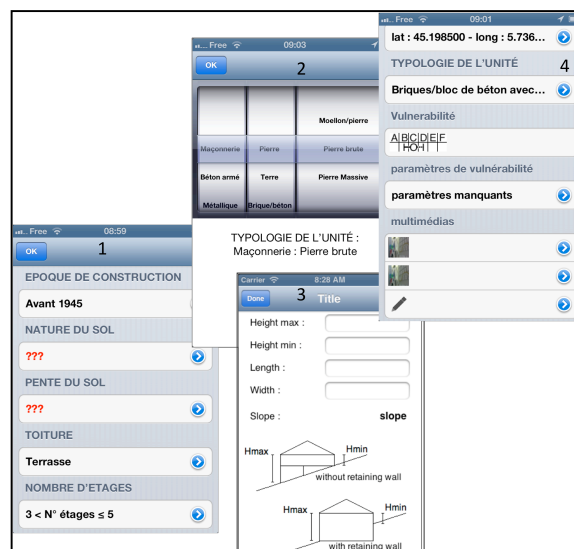 Free 08:59
OK 1
EPOQUE DE CONSTRUCTION
Avant 1945
NATURE DU SOL
???
PENTE DU SOL
???
TOITURE
Terrasse
NOMBRE D'ETAGES
3 < N° étages ≤ 5
Free 09:03
OK 2
Moellon/pierre
Maçonnerie Pierre Pierre brute
Béton armé Terre Pierre Massive
Métallique Brique/béton
TYPOLOGIE DE L'UNITÉ :
Maçonnerie : Pierre brute
Carrier 8:28 AM
Done 3 Title
Height max :
Height min :
Length :
Width :
Slope : slope
Hmax Hmin
without retaining wall
Hmax Hmin
with retaining wall
Free 09:01
lat : 45.198500 - long : 5.736...
TYPOLOGIE DE L'UNITÉ 4
Briques/bloc de béton avec...
Vulnerabilité
A|B|C|D|E|F
HOH
paramètres de vulnérabilité
paramètres manquants
multimédias